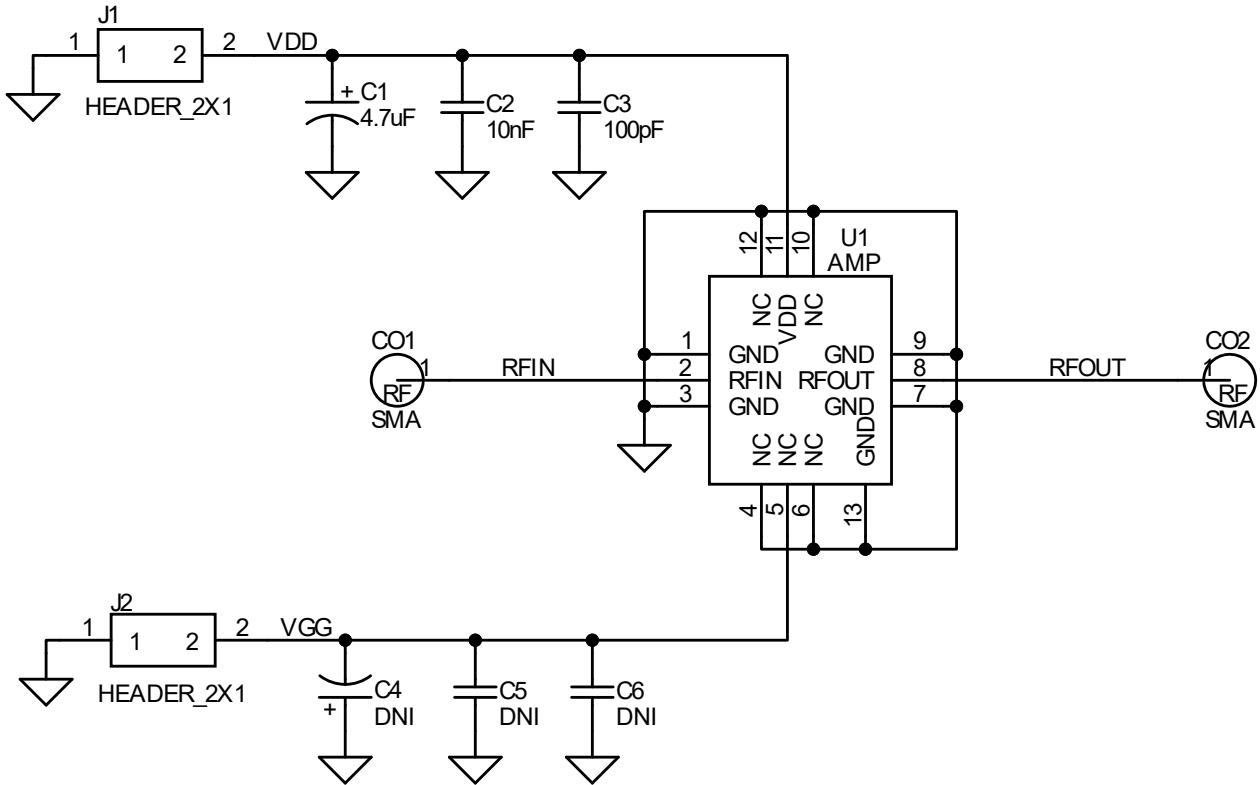 J1
1
1 2
2
VDD
HEADER_2X1
+ C1
4.7uF
C2
10nF
C3
100pF
12
11
10
U1
AMP
NC
VDD
NC
CO1
1
RF
SMA
RFIN
1
2
3
GND
RFIN
GND
GND
RFOUT
GND
9
8
7
RFOUT
CO2
1
RF
SMA
NC
NC
NC
GND
4
5
6
13
J2
1
1 2
2
VGG
HEADER_2X1
C4
+ DNI
C5
DNI
C6
DNI